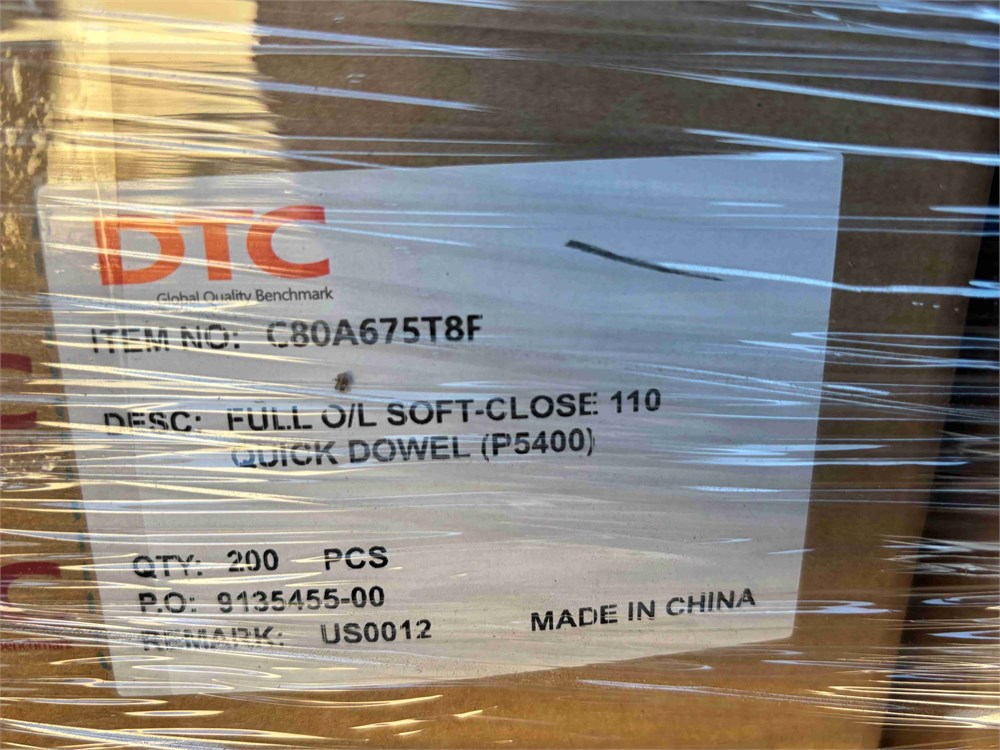 DTC
Global Quality Benchmark
ITEM NO: C80A675T8F
DESC: FULL O/L SOFT-CLOSE 110
QUICK DOWEL (P5400)
QTY: 200 PCS
P.O: 9135455-00
REMARK: US0012
MADE IN CHINA